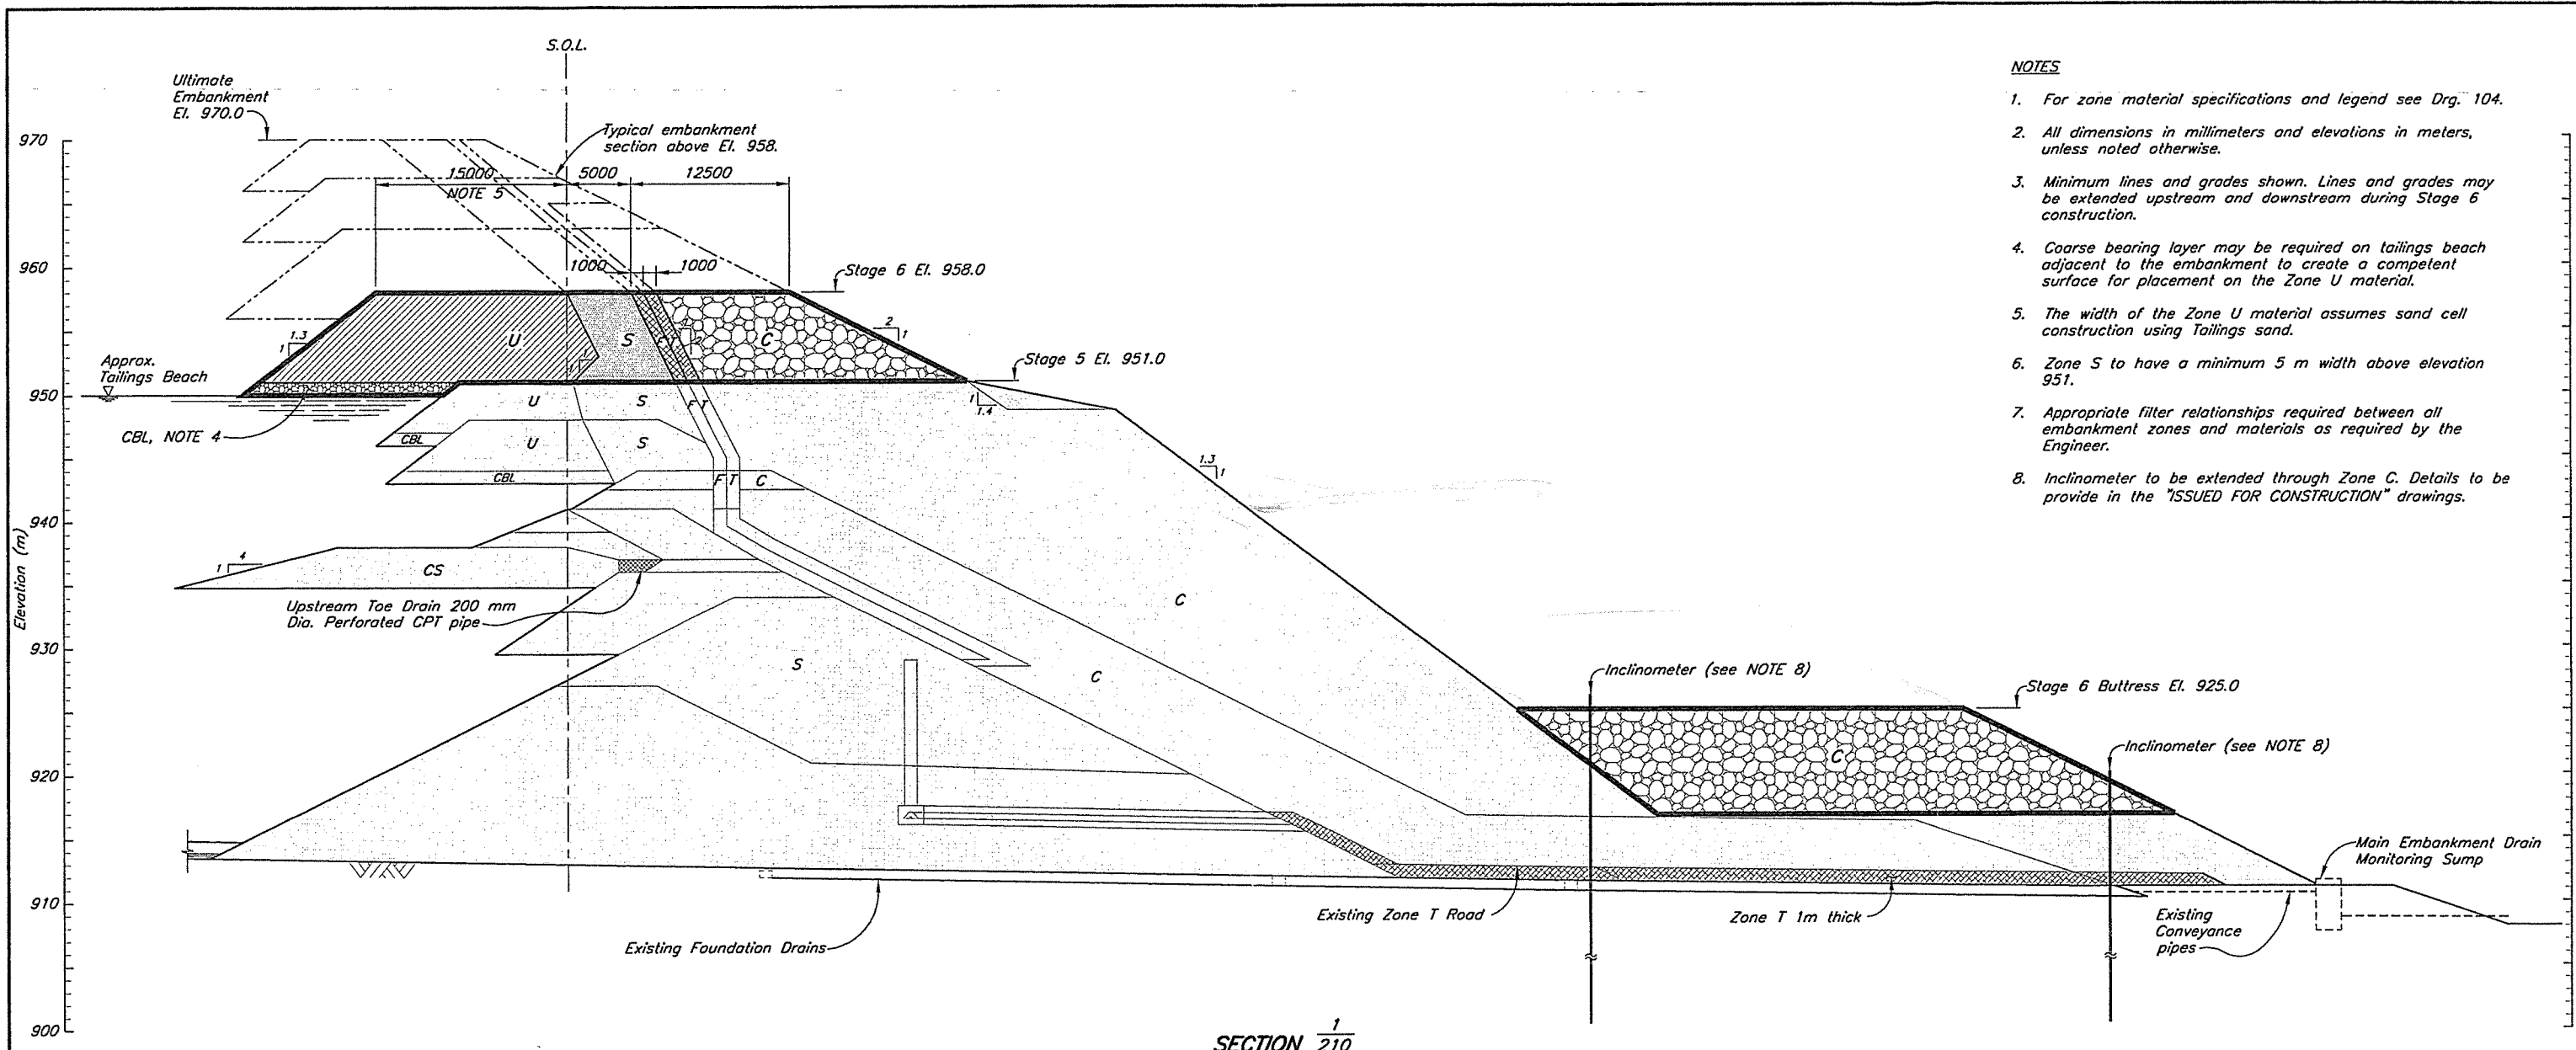 S.O.L.
Ultimate
Embankment
El. 970.0
Typical embankment
section above El. 958.
15000
NOTE 5
5000
12500
1000
1000
Stage 6 El. 958.0
Stage 5 El. 951.0
Approx.
Tailings Beach
CBL, NOTE 4
1.3
1
U
S
F T
C
2
1
1
2
1
1
1
1.4
U
S
F T
CBL
U
S
CBL
F T
C
1.3
1
4
1
CS
Upstream Toe Drain 200 mm
Dia. Perforated CPT pipe
S
C
C
Inclinometer (see NOTE 8)
Stage 6 Buttress El. 925.0
Inclinometer (see NOTE 8)
C
Main Embankment Drain
Monitoring Sump
Existing Foundation Drains
Existing Zone T Road
Zone T 1m thick
Existing
Conveyance
pipes
Elevation (m)
970
960
950
940
930
920
910
900
SECTION 1
210
NOTES
1. For zone material specifications and legend see Drg. 104.
2. All dimensions in millimeters and elevations in meters,
unless noted otherwise.
3. Minimum lines and grades shown. Lines and grades may
be extended upstream and downstream during Stage 6
construction.
4. Coarse bearing layer may be required on tailings beach
adjacent to the embankment to create a competent
surface for placement on the Zone U material.
5. The width of the Zone U material assumes sand cell
construction using Tailings sand.
6. Zone S to have a minimum 5 m width above elevation
951.
7. Appropriate filter relationships required between all
embankment zones and materials as required by the
Engineer.
8. Inclinometer to be extended through Zone C. Details to be
provide in the "ISSUED FOR CONSTRUCTION" drawings.